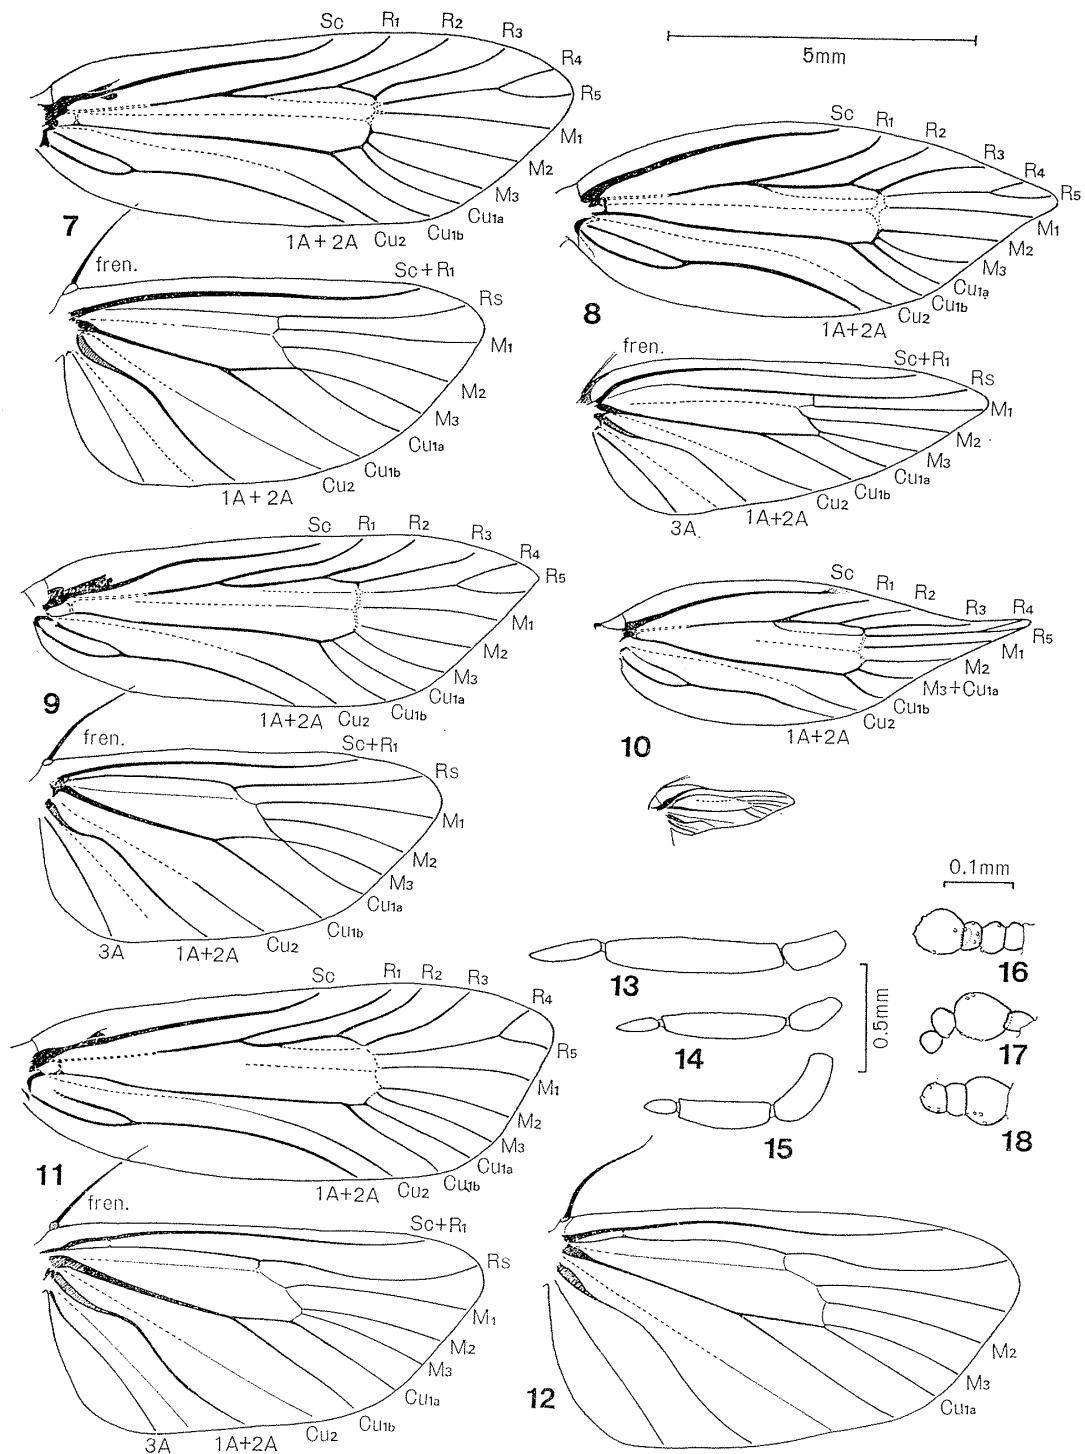 Sc R1 R2 R3 R4 R5 M1 M2 M3 Cu1a Cu1b Cu2 1A+2A
7
fren. Sc+R1 Rs M1 M2 M3 Cu1a Cu1b Cu2 1A+2A
5mm
Sc R1 R2 R3 R4 R5 M1 M2 M3 Cu1a Cu1b Cu2 1A+2A
8
fren. Sc+R1 Rs M1 M2 M3 Cu1a Cu1b Cu2 1A+2A 3A
Sc R1 R2 R3 R4 R5 M1 M2 M3 Cu1a Cu1b Cu2 1A+2A
9
fren. Sc+R1 Rs M1 M2 M3 Cu1a Cu1b Cu2 1A+2A 3A
Sc R1 R2 R3 R4 R5 M1 M2 M3+Cu1a Cu1b Cu2 1A+2A
10
0.1mm
13
14
15
0.5mm
16
17
18
Sc R1 R2 R3 R4 R5 M1 M2 M3 Cu1a Cu1b Cu2 1A+2A
11
fren. Sc+R1 Rs M1 M2 M3 Cu1a Cu1b Cu2 1A+2A 3A
12
M2 M3 Cu1a